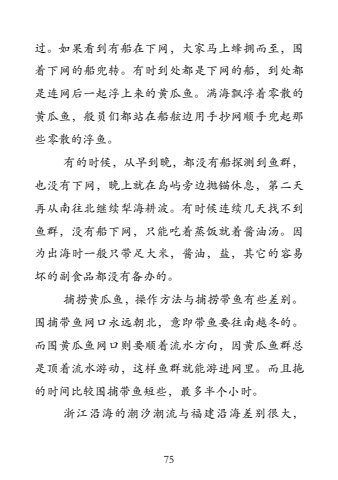 过。如果看到有船在下网，大家马上蜂拥而至，围
着下网的船兜转。有时到处都是下网的船，到处都
是连网后一起浮上来的黄瓜鱼。满海飘浮着零散的
黄瓜鱼，般员们都站在船舷边用手抄网顺手兜起那
些零散的浮鱼。
有的时候，从早到晚，都没有船探测到鱼群，
也没有下网，晚上就在岛屿旁边抛锚休息，第二天
再从南往北继续犁海耕波。有时候连续几天找不到
鱼群，没有船下网，只能吃着蒸饭就着酱油汤。因
为出海时一般只带足大米，酱油，盐，其它的容易
坏的副食品都没有备办的。
捕捞黄瓜鱼，操作方法与捕捞带鱼有些差别。
围捕带鱼网口永远朝北，意即带鱼要往南越冬的。
而围黄瓜鱼网口则要顺着流水方向，因黄瓜鱼群总
是顶着流水游动，这样鱼群就能游进网里。而且拖
的时间比较围捕带鱼短些，最多半个小时。
浙江沿海的潮汐潮流与福建沿海差别很大，
75